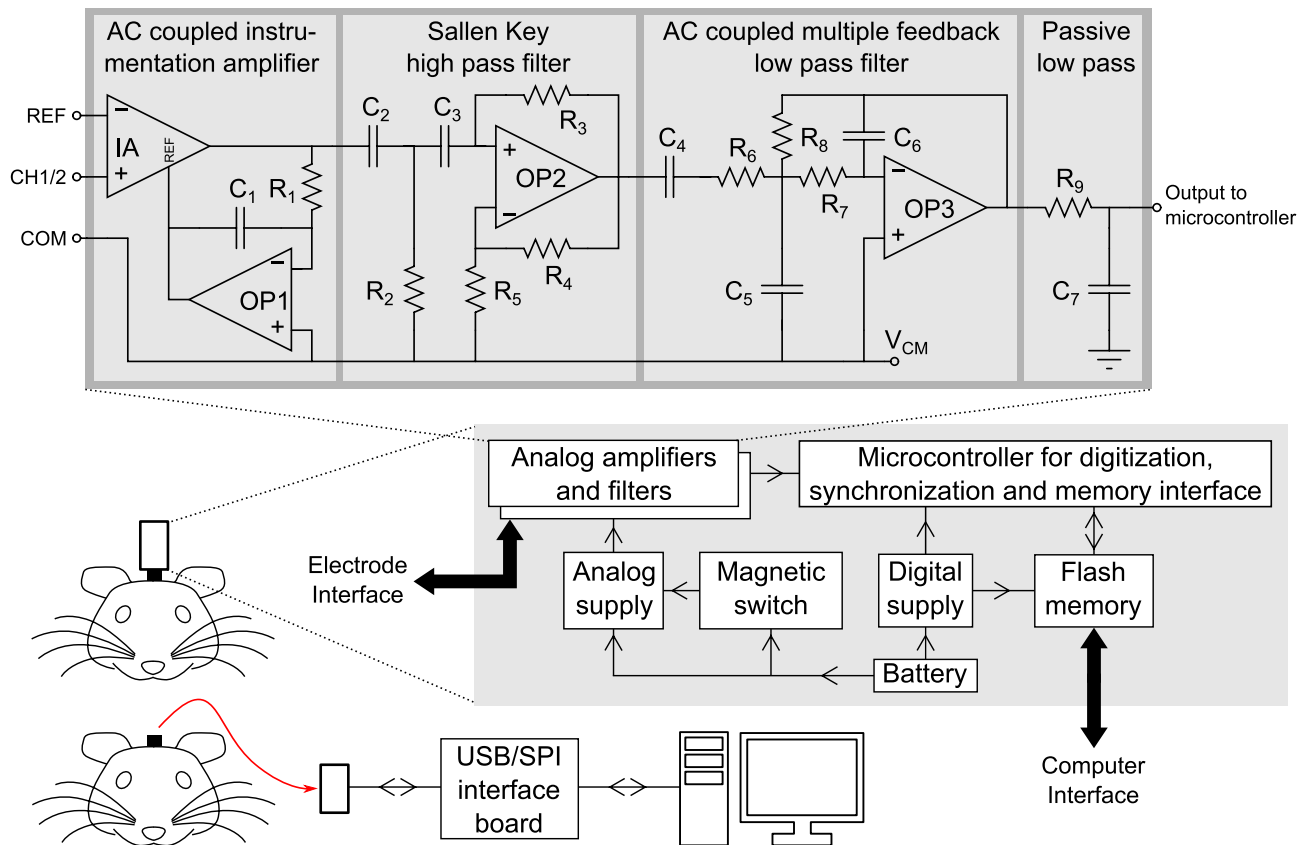 AC coupled instru-
mentation amplifier
Sallen Key
high pass filter
AC coupled multiple feedback
low pass filter
Passive
low pass
REF
CH1/2
COM
IA
REF
C1
R1
OP1
C2
C3
R3
OP2
R4
R2
R5
C4
R6
R8
C6
R7
OP3
C5
VCM
R9
C7
Output to
microcontroller
Analog amplifiers
and filters
Microcontroller for digitization,
synchronization and memory interface
Electrode
Interface
Analog
supply
Magnetic
switch
Digital
supply
Flash
memory
Battery
USB/SPI
interface
board
Computer
Interface